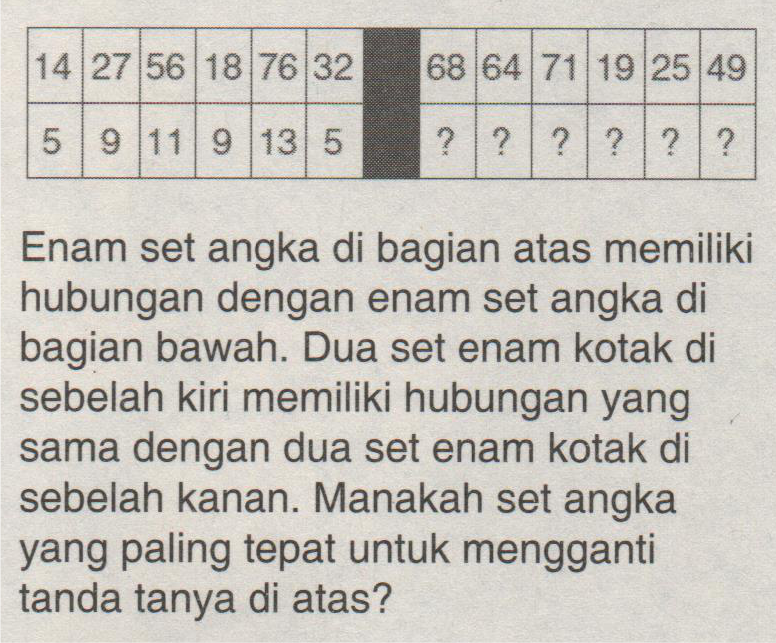 14 27 56 18 76 32 68 64 71 19 25 49
5 9 11 9 13 5 ? ? ? ? ? ?
Enam set angka di bagian atas memiliki
hubungan dengan enam set angka di
bagian bawah. Dua set enam kotak di
sebelah kiri memiliki hubungan yang
sama dengan dua set enam kotak di
sebelah kanan. Manakah set angka
yang paling tepat untuk mengganti
tanda tanya di atas?